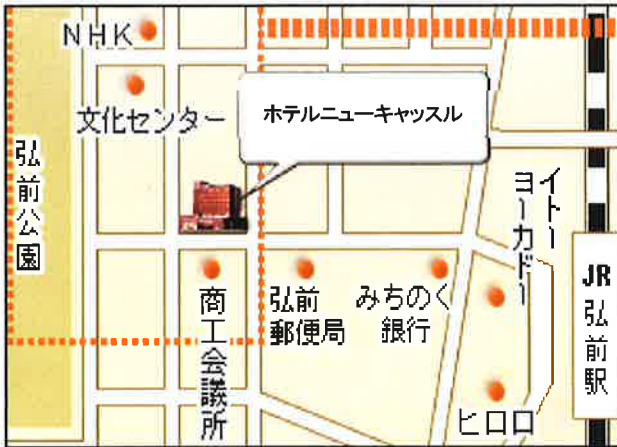 NHK
文化センター
ホテルニューキャッスル
弘前公園
イトー
ヨーカドー
JR
弘前駅
商工会議所
弘前
郵便局
みちのく
銀行
ヒロロ